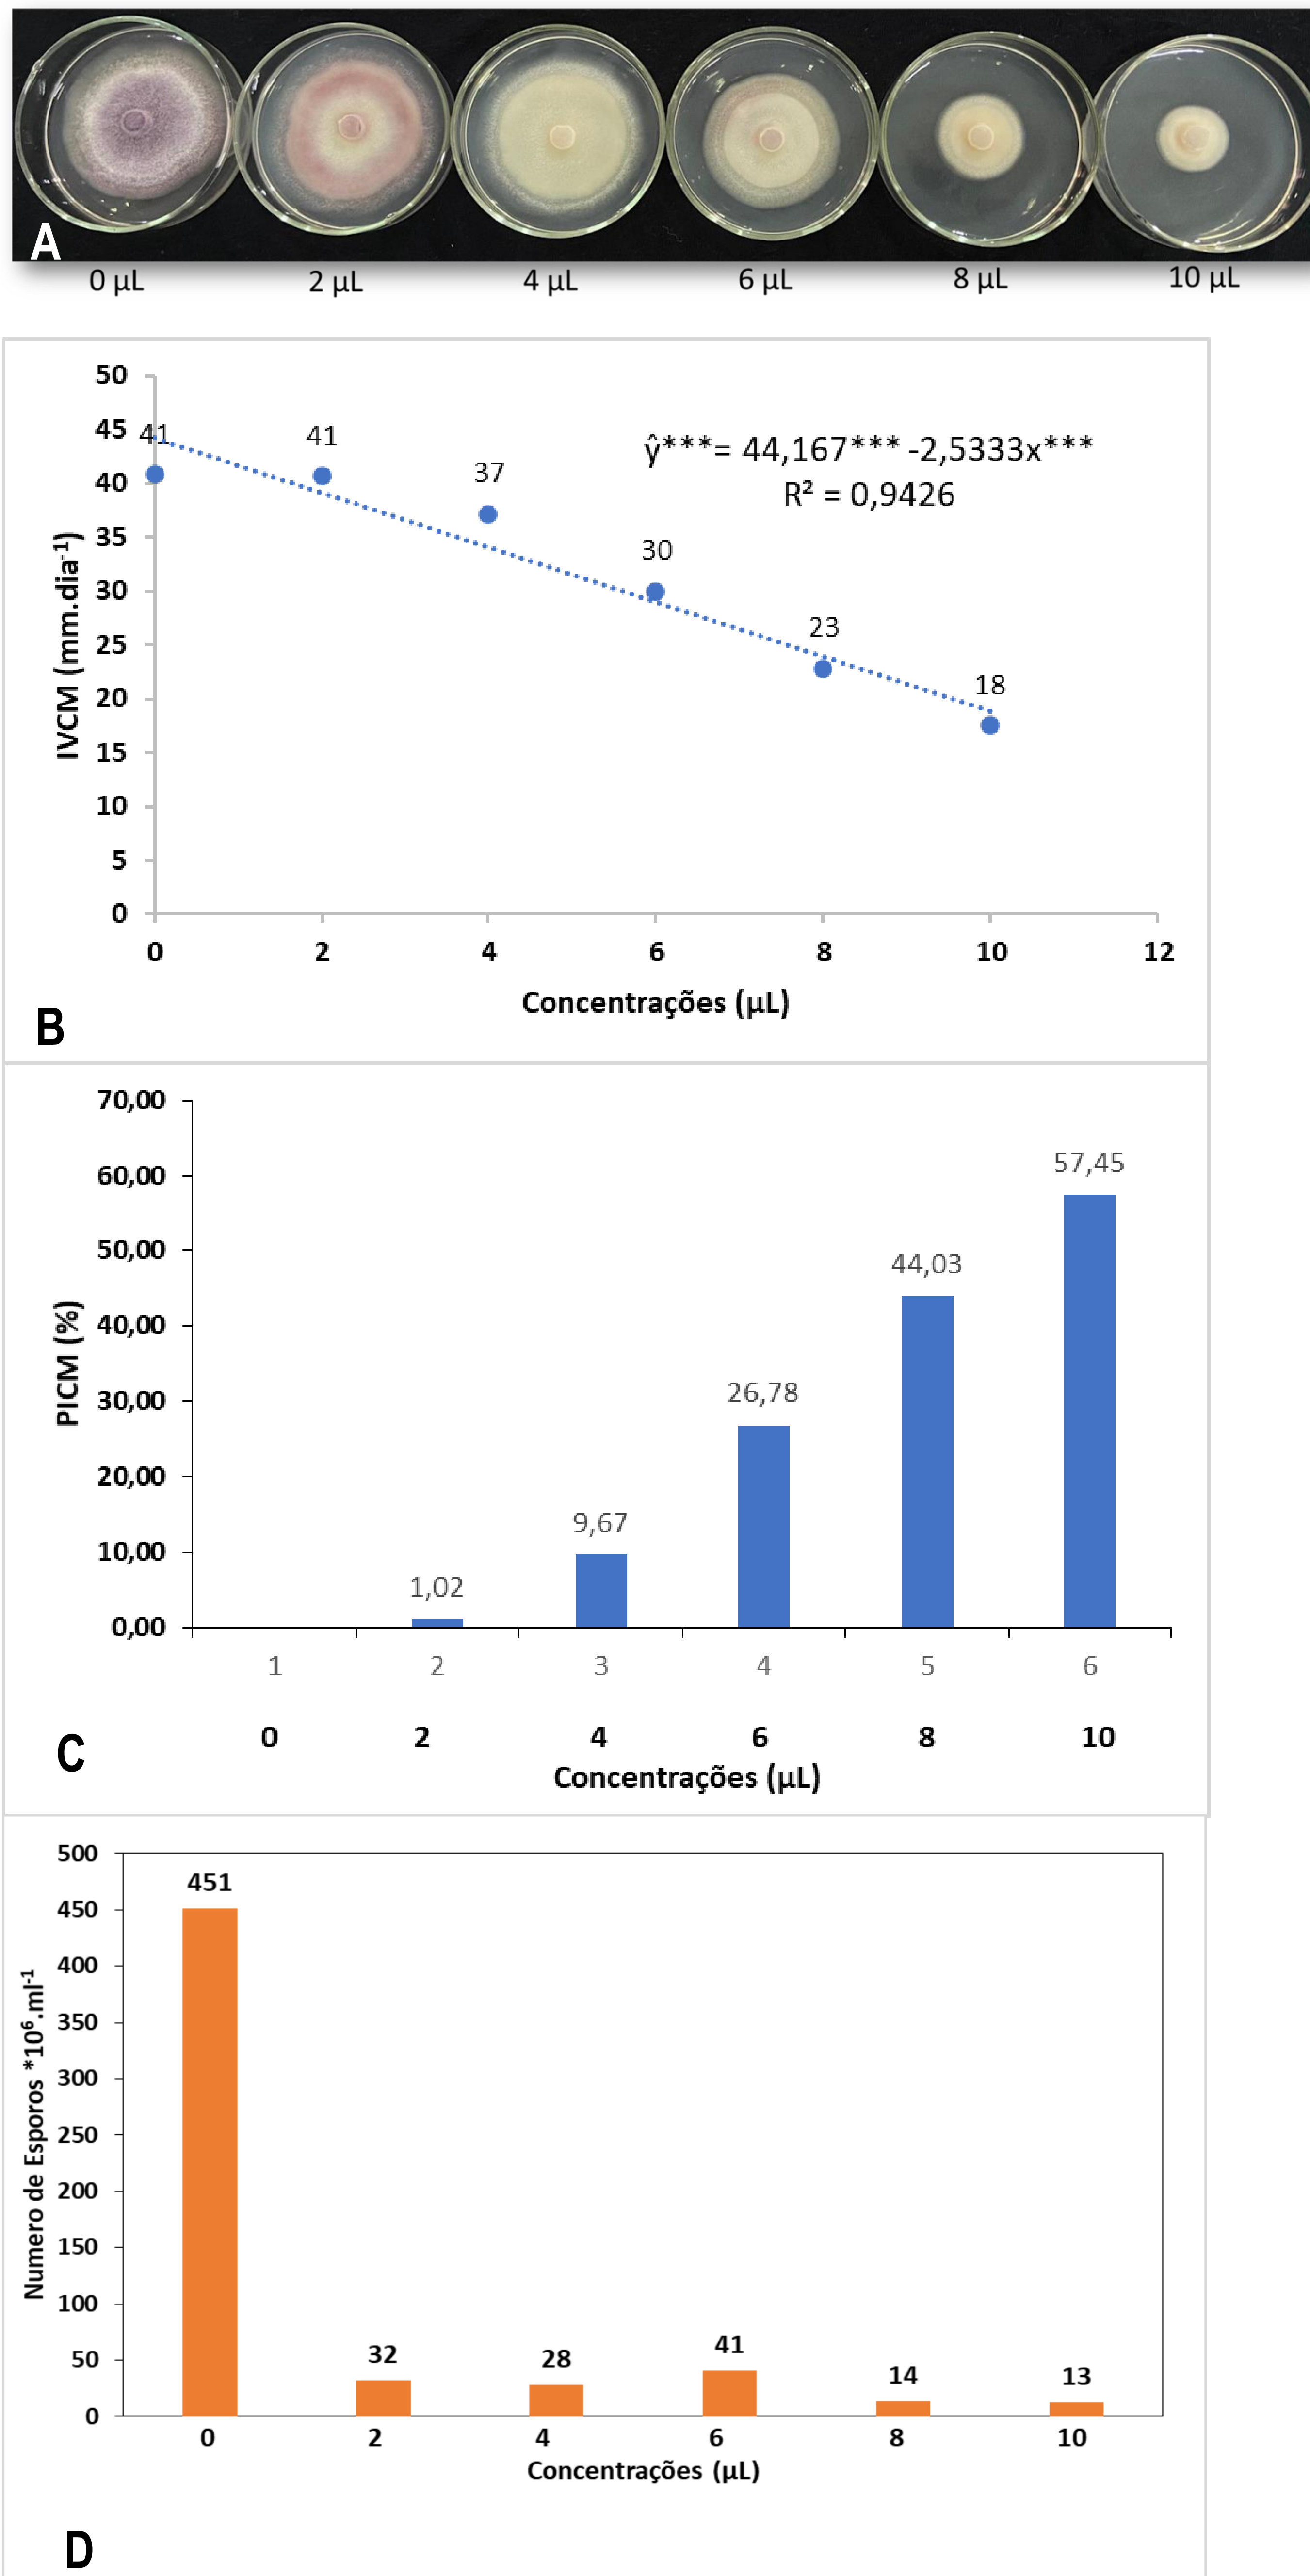 A
0 µL 2 µL 4 µL 6 µL 8 µL 10 µL
50
45
40
35
30
25
20
15
10
5
0
IVCM (mm.dia⁻¹)
41 41 37 30 23 18
ŷ***= 44,167*** -2,5333x***
R² = 0,9426
0 2 4 6 8 10 12
Concentrações (µL)
B
70,00
60,00
50,00
40,00
30,00
20,00
10,00
0,00
PICM (%)
1,02 9,67 26,78 44,03 57,45
1 2 3 4 5 6
0 2 4 6 8 10
Concentrações (µL)
C
500
450
400
350
300
250
200
150
100
50
0
Numero de Esporos *10⁶.ml⁻¹
451 32 28 41 14 13
0 2 4 6 8 10
Concentrações (µL)
D